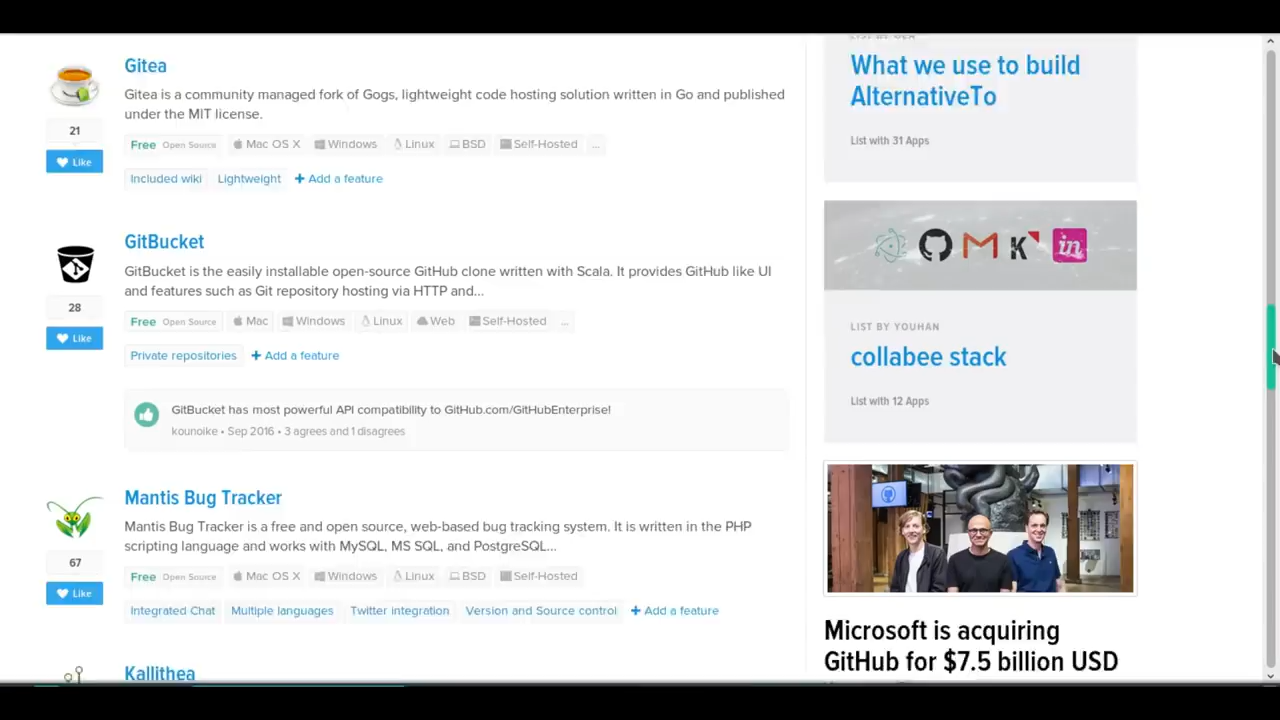 Gitea
Gitea is a community managed fork of Gogs, lightweight code hosting solution written in Go and published
under the MIT license.
21
Like
Free Open Source Mac OS X Windows Linux BSD Self-Hosted ...
Included wiki Lightweight + Add a feature
GitBucket
GitBucket is the easily installable open-source GitHub clone written with Scala. It provides GitHub like UI
and features such as Git repository hosting via HTTP and...
28
Like
Free Open Source Mac Windows Linux Web Self-Hosted ...
Private repositories + Add a feature
GitBucket has most powerful API compatibility to GitHub.com/GitHubEnterprise!
kounoike • Sep 2016 • 3 agrees and 1 disagrees
Mantis Bug Tracker
Mantis Bug Tracker is a free and open source, web-based bug tracking system. It is written in the PHP
scripting language and works with MySQL, MS SQL, and PostgreSQL...
67
Like
Free Open Source Mac OS X Windows Linux BSD Self-Hosted
Integrated Chat Multiple languages Twitter integration Version and Source control + Add a feature
Kallithea
What we use to build
AlternativeTo
List with 31 Apps
K
in
LIST BY YOUHAN
collabee stack
List with 12 Apps
Microsoft is acquiring
GitHub for $7.5 billion USD